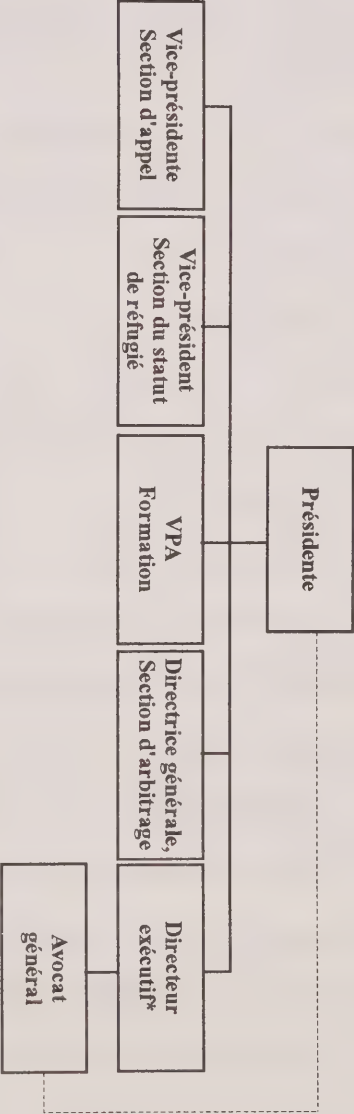 Présidente
Vice-présidente
Section d'appel
Vice-président
Section du statut
de réfugié
VPA
Formation
Directrice générale,
Section d'arbitrage
Directeur
exécutif*
Avocat
général